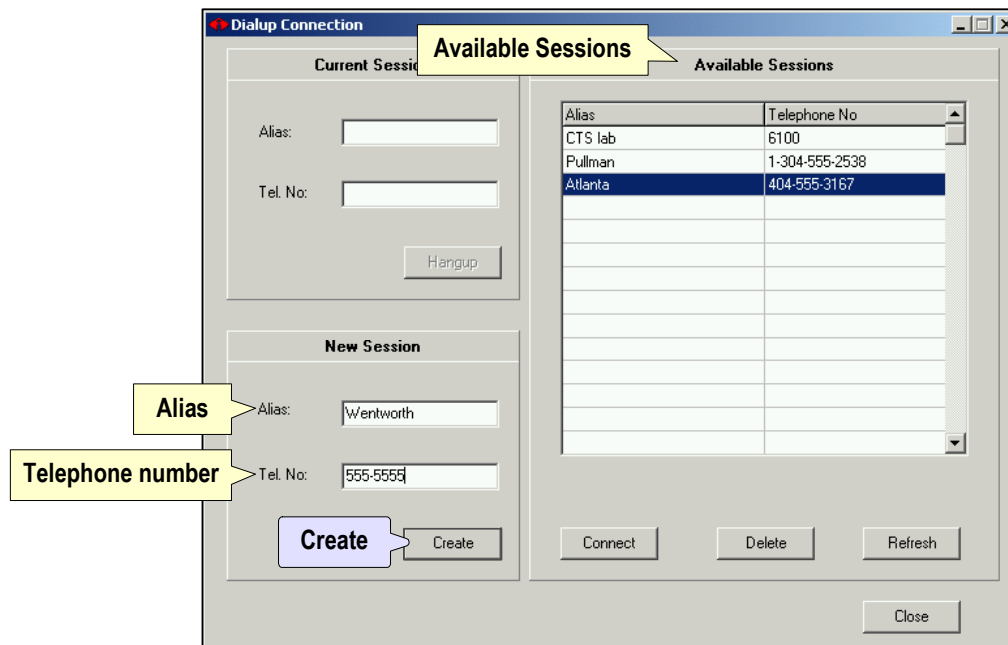 Dialup Connection
Available Sessions
Current Sessi
Available Sessions
Alias:
Tel. No:
Hangup
Alias Telephone No
CTS lab 6100
Pullman 1-304-555-2538
Atlanta 404-555-3167
New Session
Alias
Alias: Wentworth
Telephone number
Tel. No: 555-5555
Create
Create
Connect Delete Refresh
Close